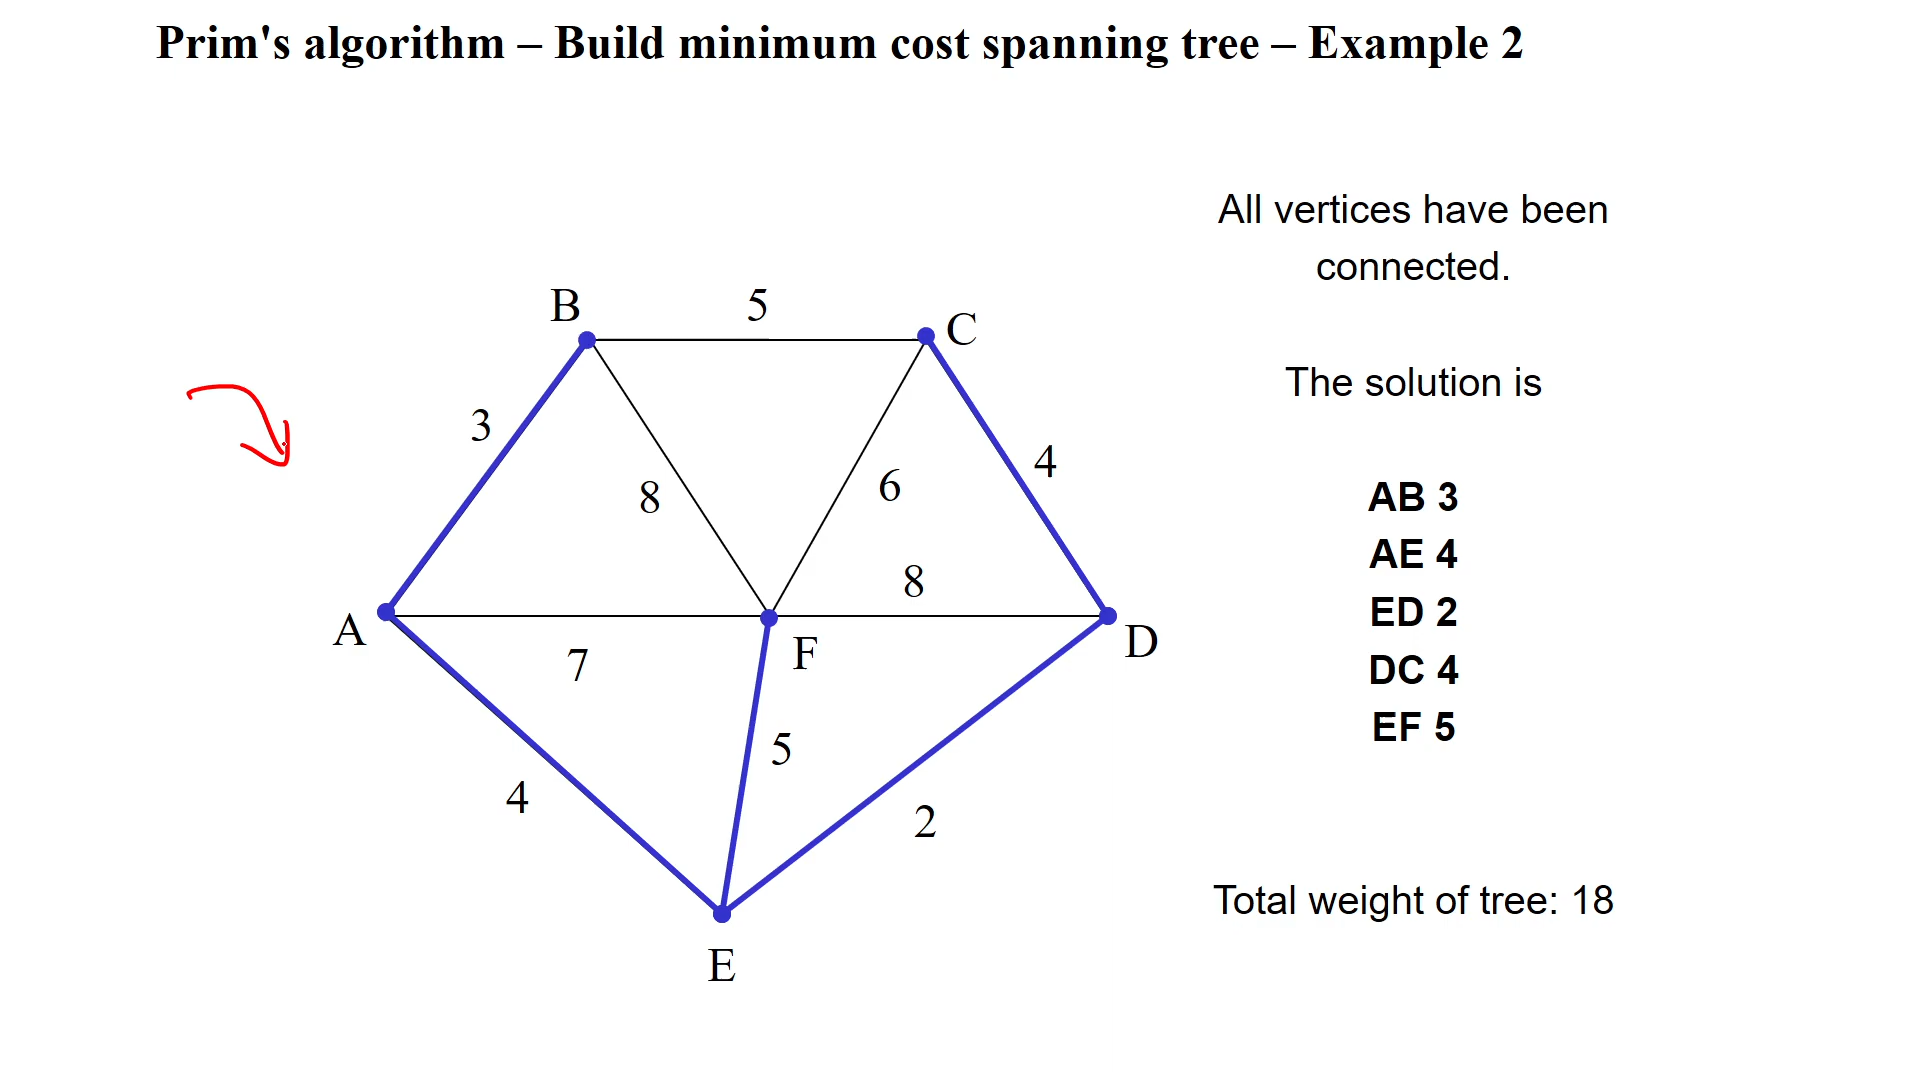 Prim's algorithm – Build minimum cost spanning tree – Example 2
All vertices have been
connected.
The solution is
AB 3
AE 4
ED 2
DC 4
EF 5
Total weight of tree: 18
B
5
C
3
8
6
4
8
A
7
F
D
5
4
2
E